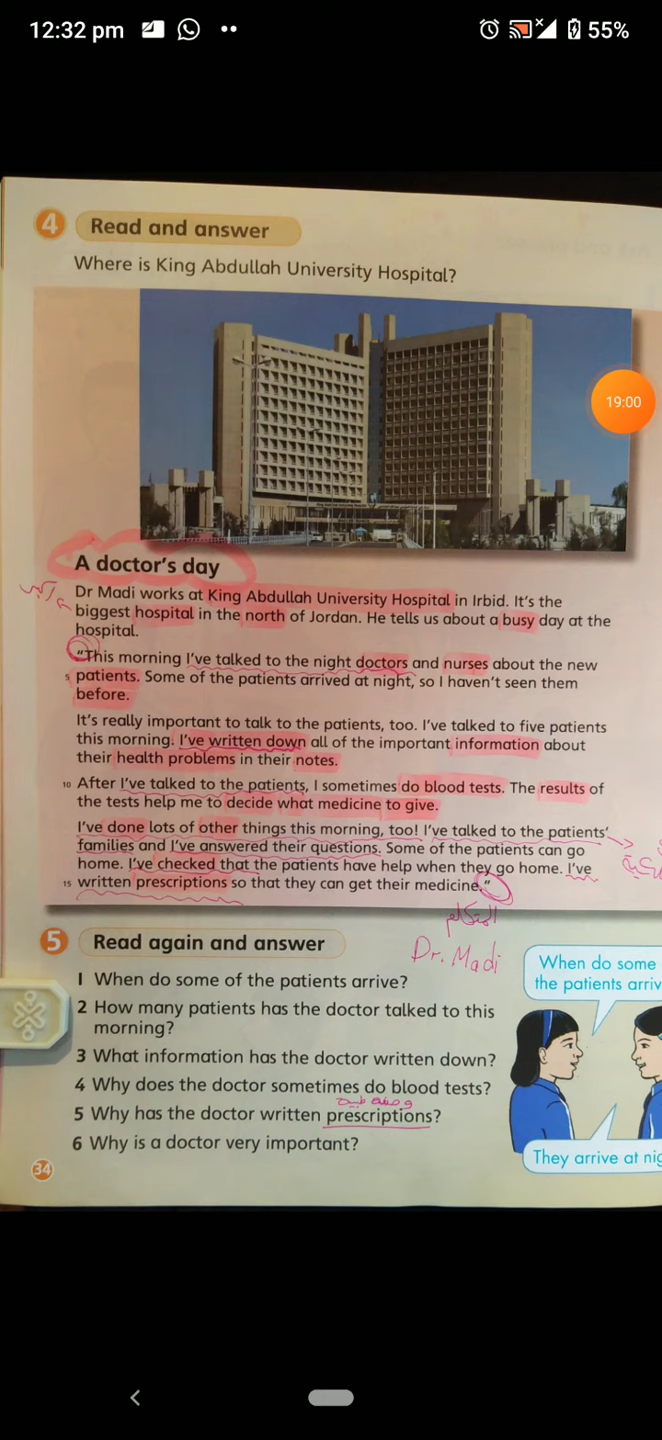 12:32 pm
55%
4 Read and answer
Where is King Abdullah University Hospital?
19:00
A doctor's day
Dr Madi works at King Abdullah University Hospital in Irbid. It's the
biggest hospital in the north of Jordan. He tells us about a busy day at the
hospital.
"This morning I've talked to the night doctors and nurses about the new
5 patients. Some of the patients arrived at night, so I haven't seen them
before.
It's really important to talk to the patients, too. I've talked to five patients
this morning. I've written down all of the important information about
their health problems in their notes.
10 After I've talked to the patients, I sometimes do blood tests. The results of
the tests help me to decide what medicine to give.
I've done lots of other things this morning, too! I've talked to the patients'
families and I've answered their questions. Some of the patients can go
home. I've checked that the patients have help when they go home. I've
15 written prescriptions so that they can get their medicine."
المتكلم
Dr. Madi
5 Read again and answer
1 When do some of the patients arrive?
2 How many patients has the doctor talked to this
morning?
3 What information has the doctor written down?
4 Why does the doctor sometimes do blood tests?
وصفة طبية
5 Why has the doctor written prescriptions?
6 Why is a doctor very important?
When do some
the patients arriv
They arrive at nig
34